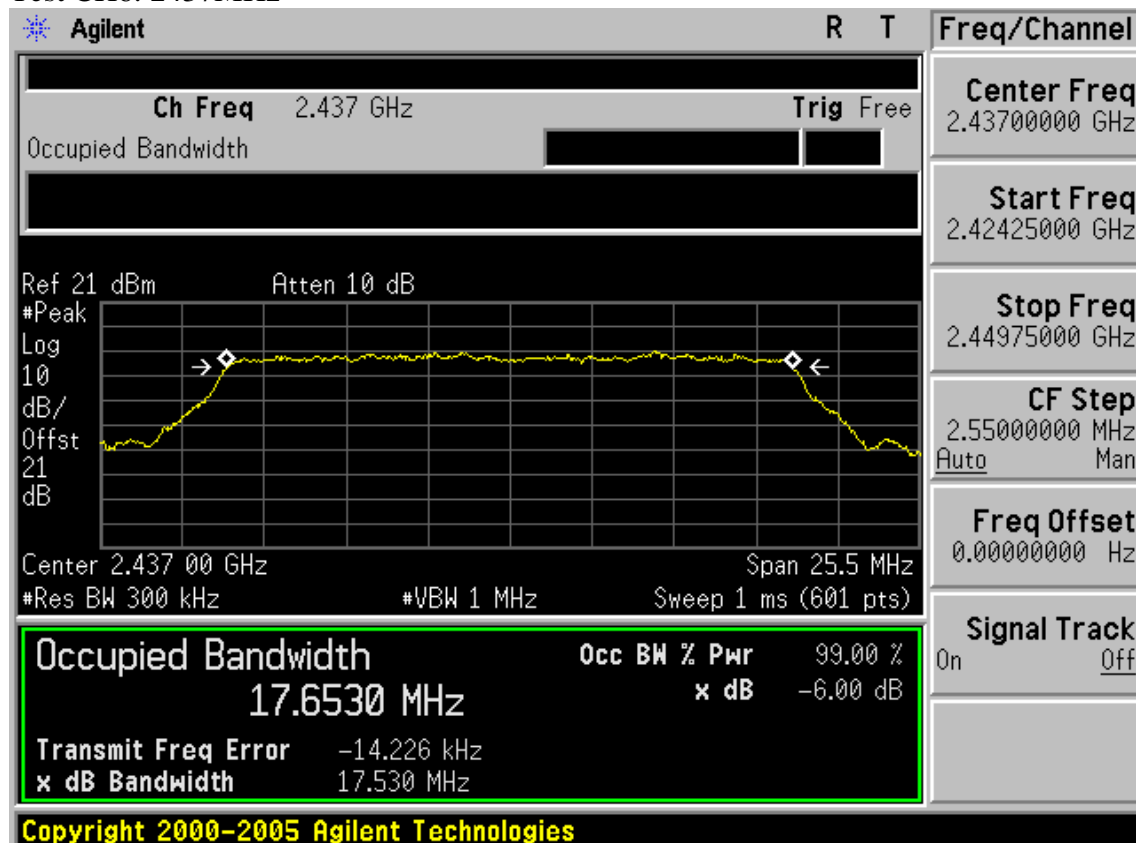 Agilent R T Freq/Channel
Ch Freq 2.437 GHz Trig Free
Occupied Bandwidth
Center Freq
2.43700000 GHz
Start Freq
2.42425000 GHz
Stop Freq
2.44975000 GHz
CF Step
2.55000000 MHz
Auto Man
Freq Offset
0.00000000 Hz
Signal Track
On Off
Ref 21 dBm Atten 10 dB
#Peak
Log
10
dB/
Offst
21
dB
Center 2.437 00 GHz Span 25.5 MHz
#Res BW 300 kHz #VBW 1 MHz Sweep 1 ms (601 pts)
Occupied Bandwidth Occ BW % Pwr 99.00 %
17.6530 MHz x dB -6.00 dB
Transmit Freq Error -14.226 kHz
x dB Bandwidth 17.530 MHz
Copyright 2000-2005 Agilent Technologies